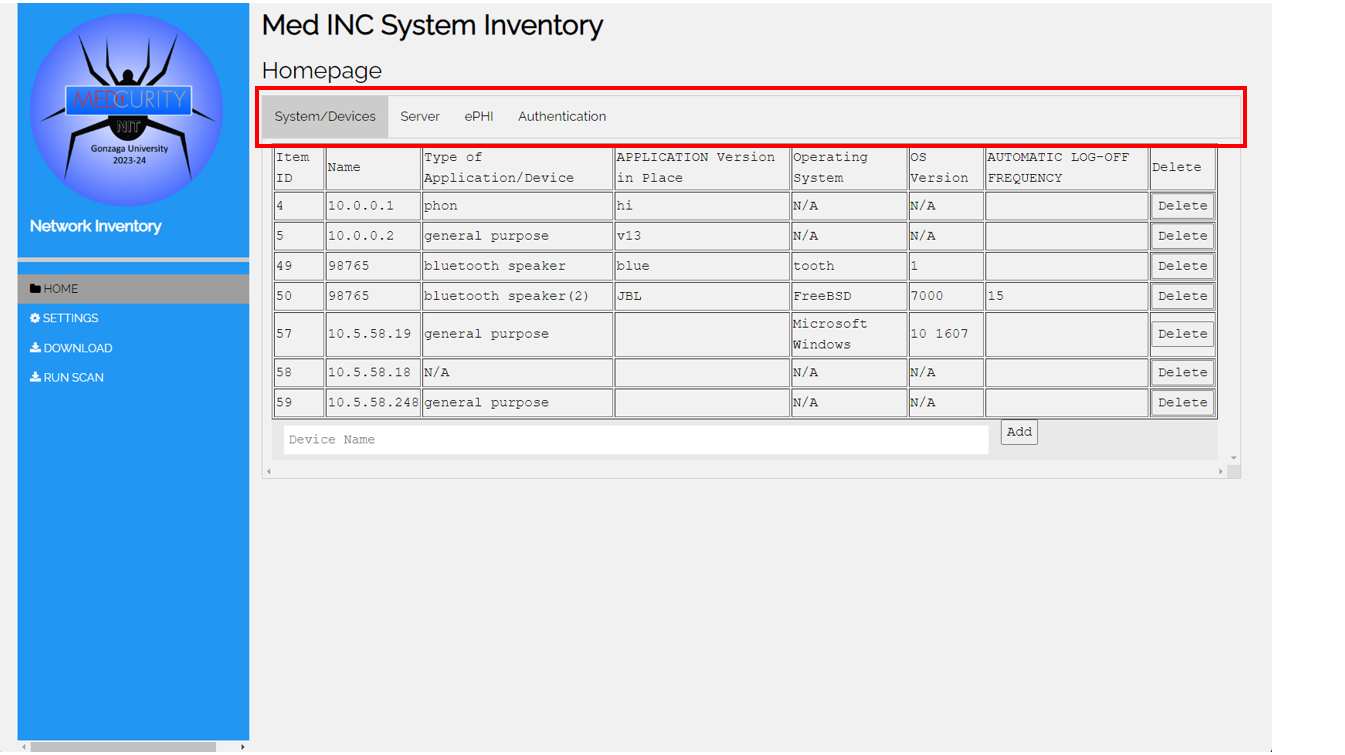 MEDCURITY
NIT
Gonzaga University
2023-24
Network Inventory
HOME
SETTINGS
DOWNLOAD
RUN SCAN
Med INC System Inventory
Homepage
System/Devices Server ePHI Authentication
Item ID Name Type of Application/Device APPLICATION Version in Place Operating System OS Version AUTOMATIC LOG-OFF FREQUENCY Delete
4 10.0.0.1 phon hi N/A N/A Delete
5 10.0.0.2 general purpose v13 N/A N/A Delete
49 98765 bluetooth speaker blue tooth 1 Delete
50 98765 bluetooth speaker(2) JBL FreeBSD 7000 15 Delete
57 10.5.58.19 general purpose Microsoft Windows 10 1607 Delete
58 10.5.58.18 N/A N/A N/A Delete
59 10.5.58.248 general purpose N/A N/A Delete
Device Name Add